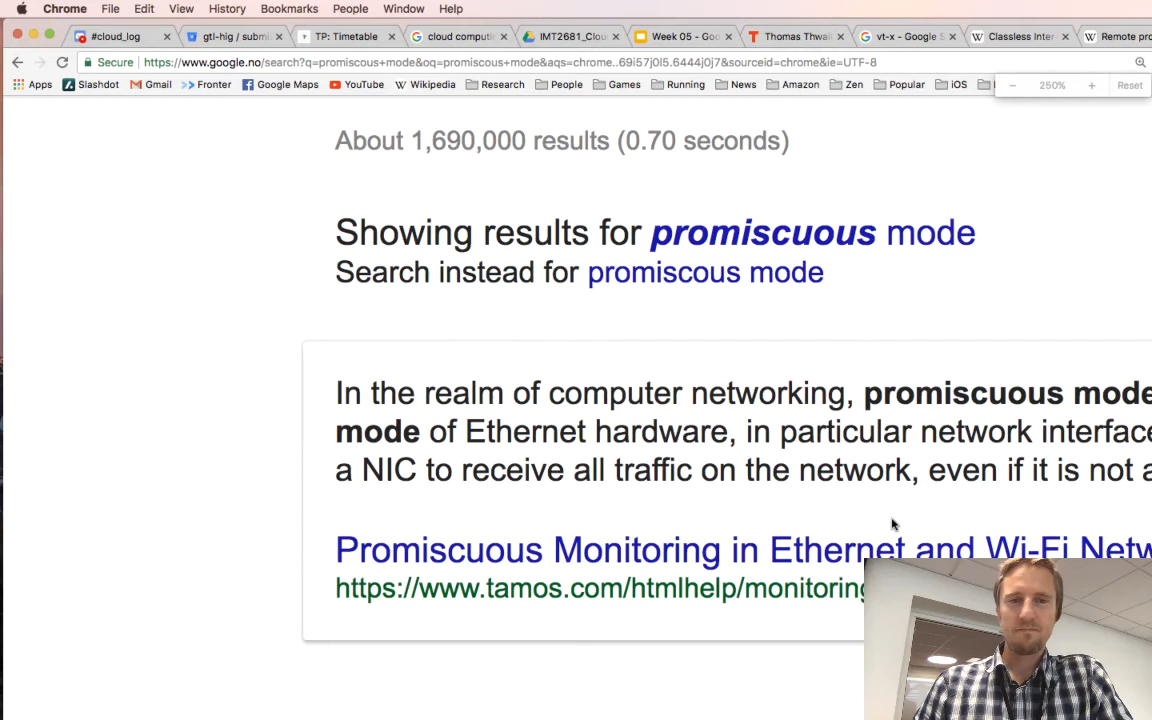 Chrome File Edit View History Bookmarks People Window Help
#cloud_log gtl-hig / submi TP: Timetable cloud computi IMT2681_Clou Week 05 - Goo Thomas Thwai vt-x - Google S Classless Inter- Remote pro
Secure https://www.google.no/search?q=promiscous+mode&oq=promiscous+mode&aqs=chrome..69i57j0l5.6444j0j7&sourceid=chrome&ie=UTF-8
Apps Slashdot Gmail Fronter Facebook Google Maps YouTube Wikipedia Research People Games Running News Amazon Zen Popular iOS 250% Reset
About 1,690,000 results (0.70 seconds)
Showing results for promiscuous mode
Search instead for promiscous mode
In the realm of computer networking, promiscuous mode
mode of Ethernet hardware, in particular network interface
a NIC to receive all traffic on the network, even if it is not a
Promiscuous Monitoring in Ethernet and Wi-Fi Netw
https://www.tamos.com/htmlhelp/monitoring